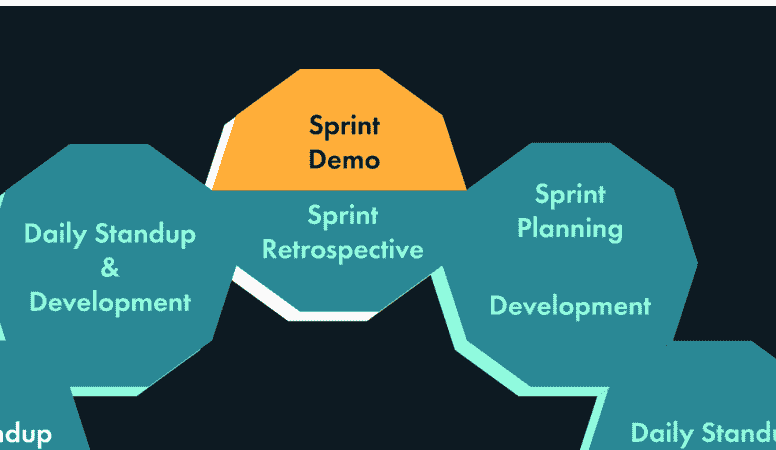 Sprint
Demo
Sprint
Retrospective
Daily Standup
&
Development
Sprint
Planning
Development
ndup
Daily Standu